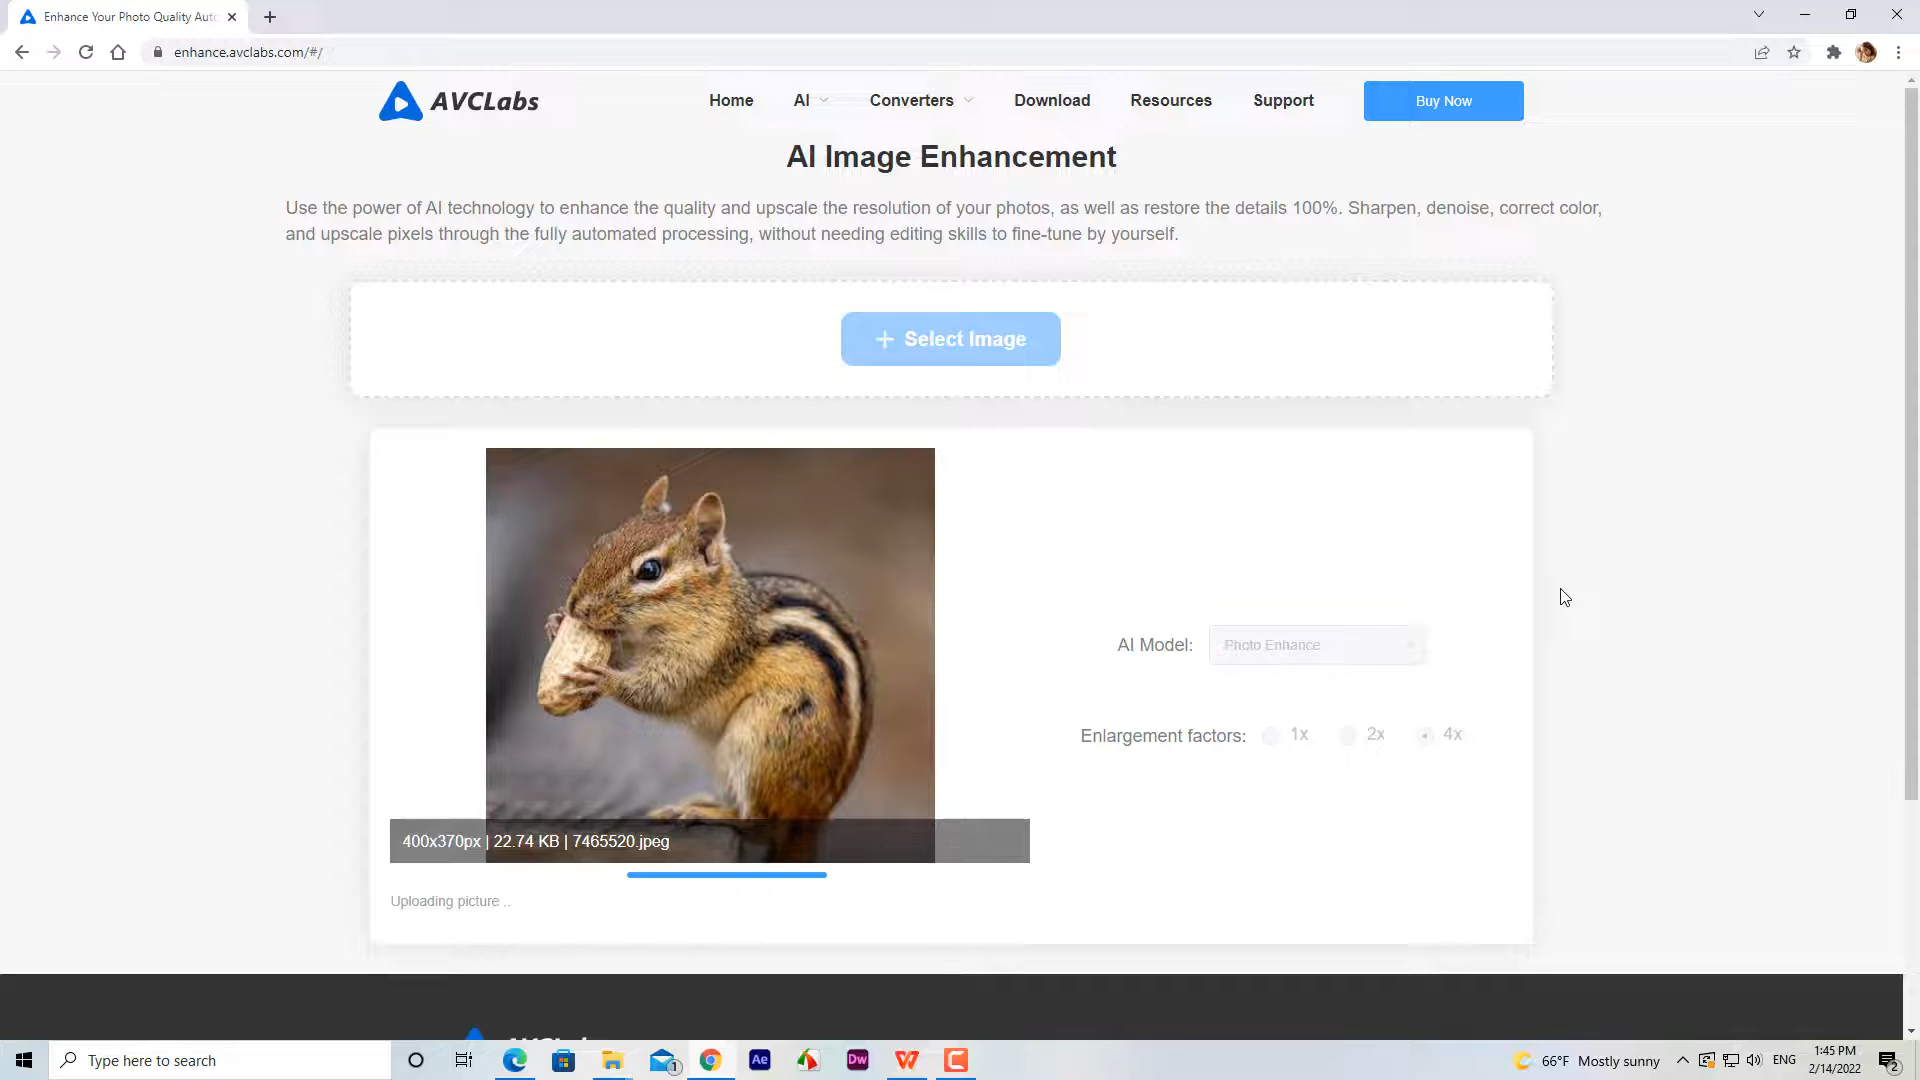 Enhance Your Photo Quality Auto
enhance.avclabs.com/#/
AVCLabs
Home
AI
Converters
Download
Resources
Support
Buy Now
AI Image Enhancement
Use the power of AI technology to enhance the quality and upscale the resolution of your photos, as well as restore the details 100%. Sharpen, denoise, correct color,
and upscale pixels through the fully automated processing, without needing editing skills to fine-tune by yourself.
+ Select Image
AI Model:
Photo Enhance
Enlargement factors:
1x
2x
4x
400x370px | 22.74 KB | 7465520.jpeg
Uploading picture ..
Type here to search
1
Ae
Dw
66°F Mostly sunny
ENG
1:45 PM
2/14/2022
2